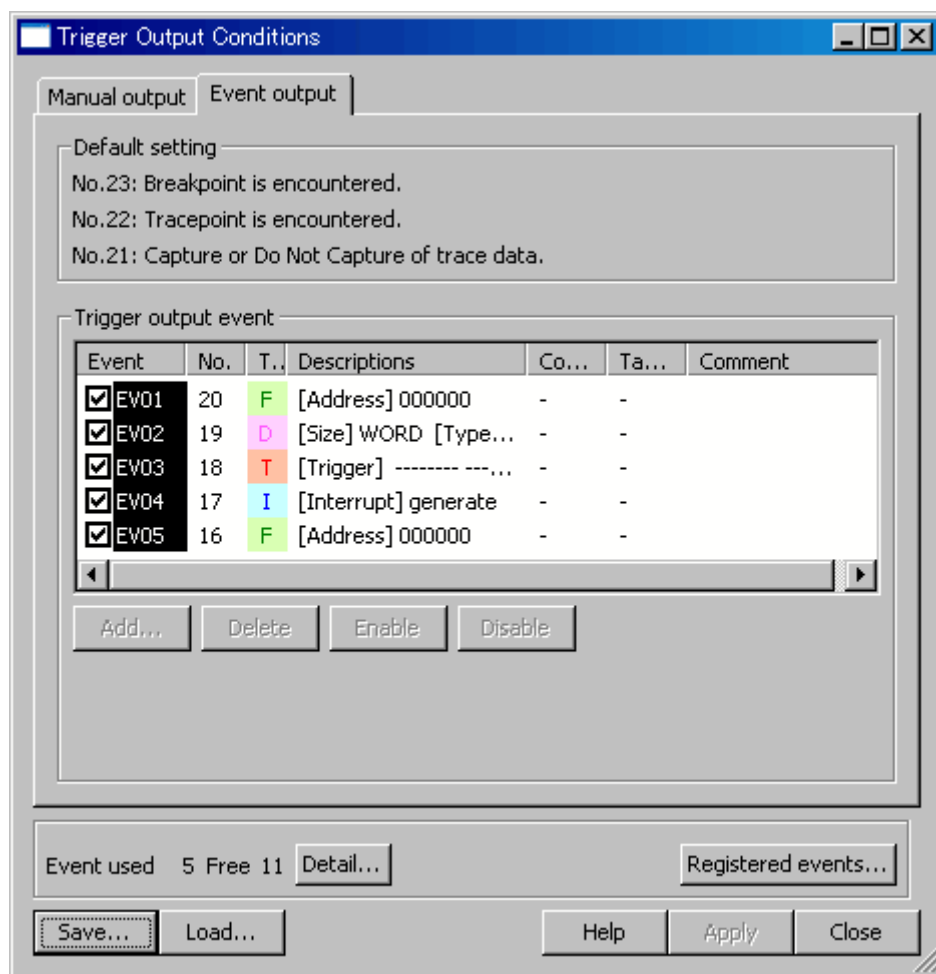 Trigger Output Conditions
Manual output Event output
Default setting
No.23: Breakpoint is encountered.
No.22: Tracepoint is encountered.
No.21: Capture or Do Not Capture of trace data.
Trigger output event
Event No. T.. Descriptions Co... Ta... Comment
EV01 20 F [Address] 000000 - -
EV02 19 D [Size] WORD [Type... - -
EV03 18 T [Trigger] -------- ---... - -
EV04 17 I [Interrupt] generate - -
EV05 16 F [Address] 000000 - -
Add... Delete Enable Disable
Event used 5 Free 11 Detail... Registered events...
Save... Load... Help Apply Close